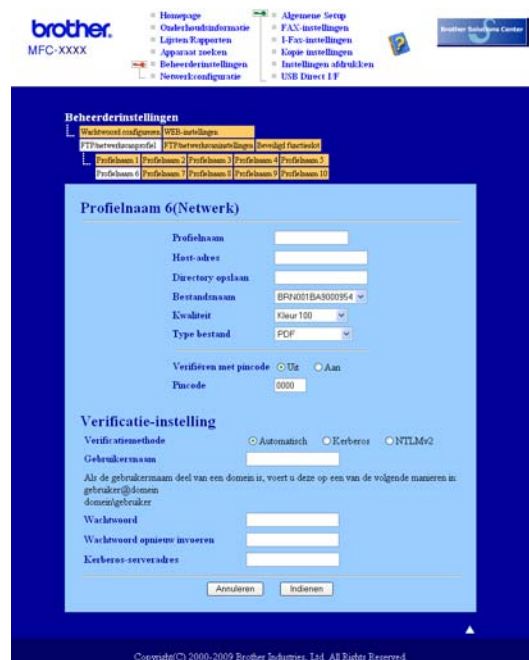 brother
MFC-XXXX
Homepage
Onderhoudsinformatie
Lijsten/Rapporten
Apparaat zoeken
Beheerderinstellingen
Netwerkconfiguratie
Algemene Setup
FAX-instellingen
I-Fax-instellingen
Kopie instellingen
Instellingen afdrukken
USB Direct I/F
Brother Solutions Center
Beheerderinstellingen
Wachtwoord configureren WEB-instellingen
FTP/netwerkscanprofiel FTP/netwerkscaninstellingen Beveiligd functieslot
Profielnaam 1 Profielnaam 2 Profielnaam 3 Profielnaam 4 Profielnaam 5
Profielnaam 6 Profielnaam 7 Profielnaam 8 Profielnaam 9 Profielnaam 10
Profielnaam 6(Netwerk)
Profielnaam
Host-adres
Directory opslaan
Bestandsnaam BRN001BA9000954
Kwaliteit Kleur 100
Type bestand PDF
Verifiëren met pincode Uit Aan
Pincode 0000
Verificatie-instelling
Verificatiemethode Automatisch Kerberos NTLMv2
Gebruikersnaam
Als de gebruikersnaam deel van een domein is, voert u deze op een van de volgende manieren in:
gebruiker@domein
domein\gebruiker
Wachtwoord
Wachtwoord opnieuw invoeren
Kerberos-serveradres
Annuleren Indienen
Copyright(C) 2000-2009 Brother Industries, Ltd. All Rights Reserved.